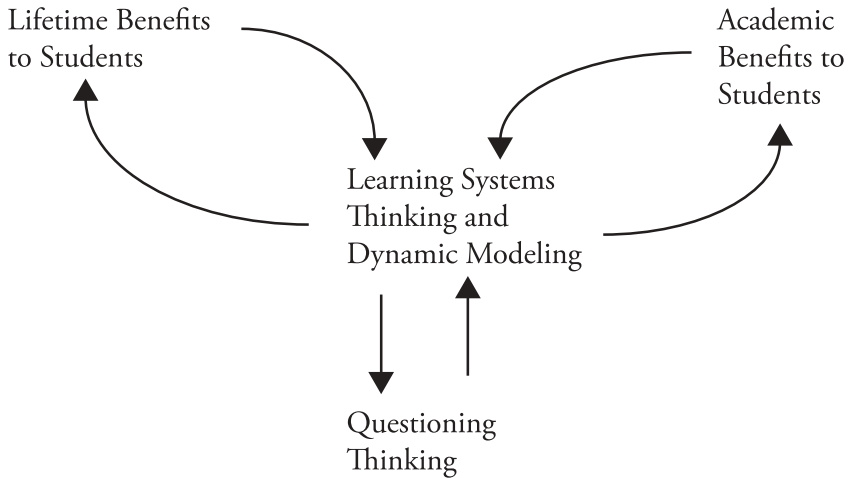 Lifetime Benefits
to Students
Academic
Benefits to
Students
Learning Systems
Thinking and
Dynamic Modeling
Questioning
Thinking